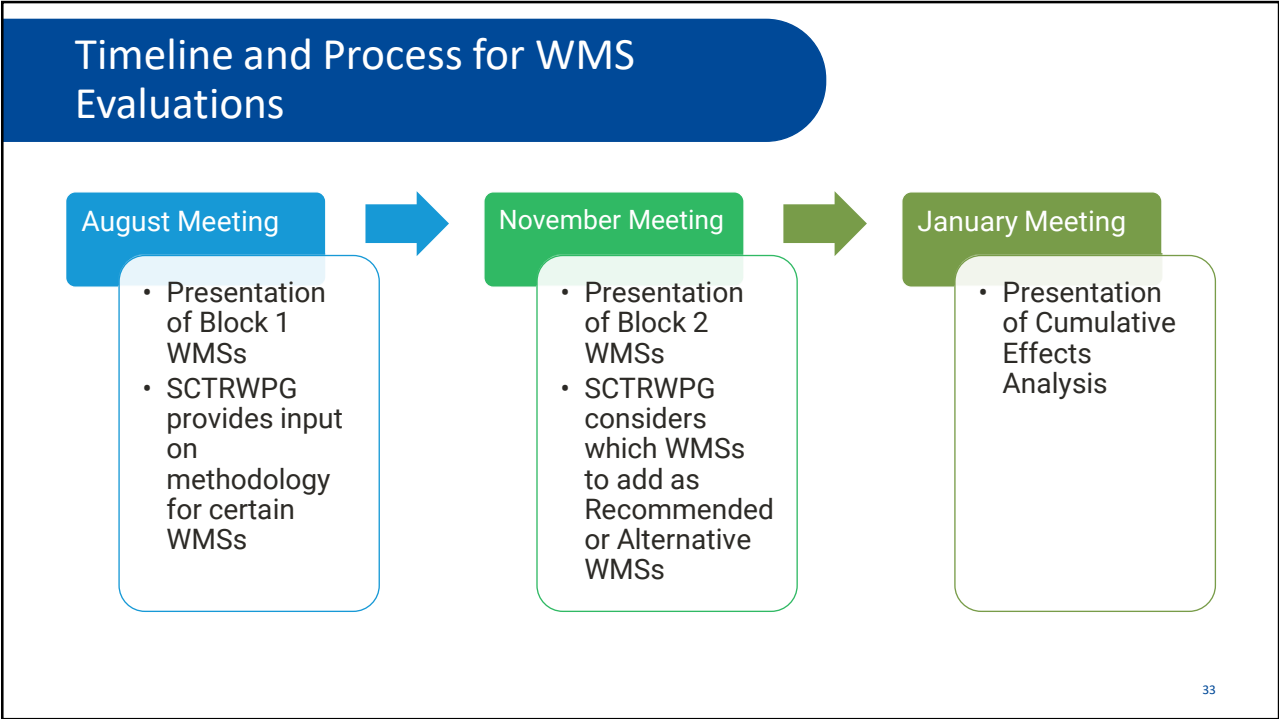 Timeline and Process for WMS
Evaluations
August Meeting
• Presentation
of Block 1
WMSs
• SCTRWPG
provides input
on
methodology
for certain
WMSs
November Meeting
• Presentation
of Block 2
WMSs
• SCTRWPG
considers
which WMSs
to add as
Recommended
or Alternative
WMSs
January Meeting
• Presentation
of Cumulative
Effects
Analysis
33